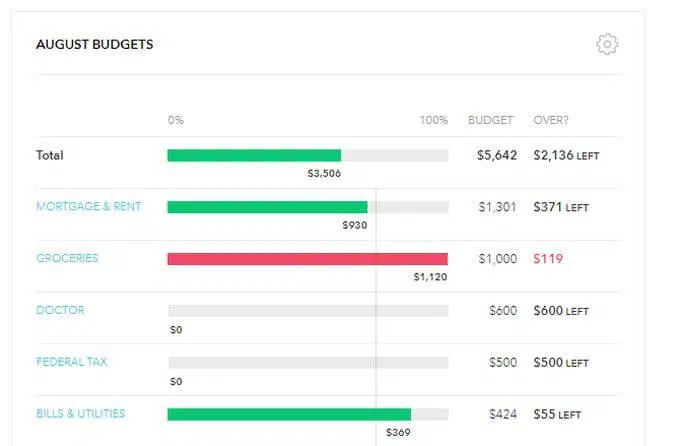 AUGUST BUDGETS
0% 100% BUDGET OVER?
Total $5,642 $2,136 LEFT
$3,506
MORTGAGE & RENT $1,301 $371 LEFT
$930
GROCERIES $1,000 $119
$1,120
DOCTOR $600 $600 LEFT
$0
FEDERAL TAX $500 $500 LEFT
$0
BILLS & UTILITIES $424 $55 LEFT
$369